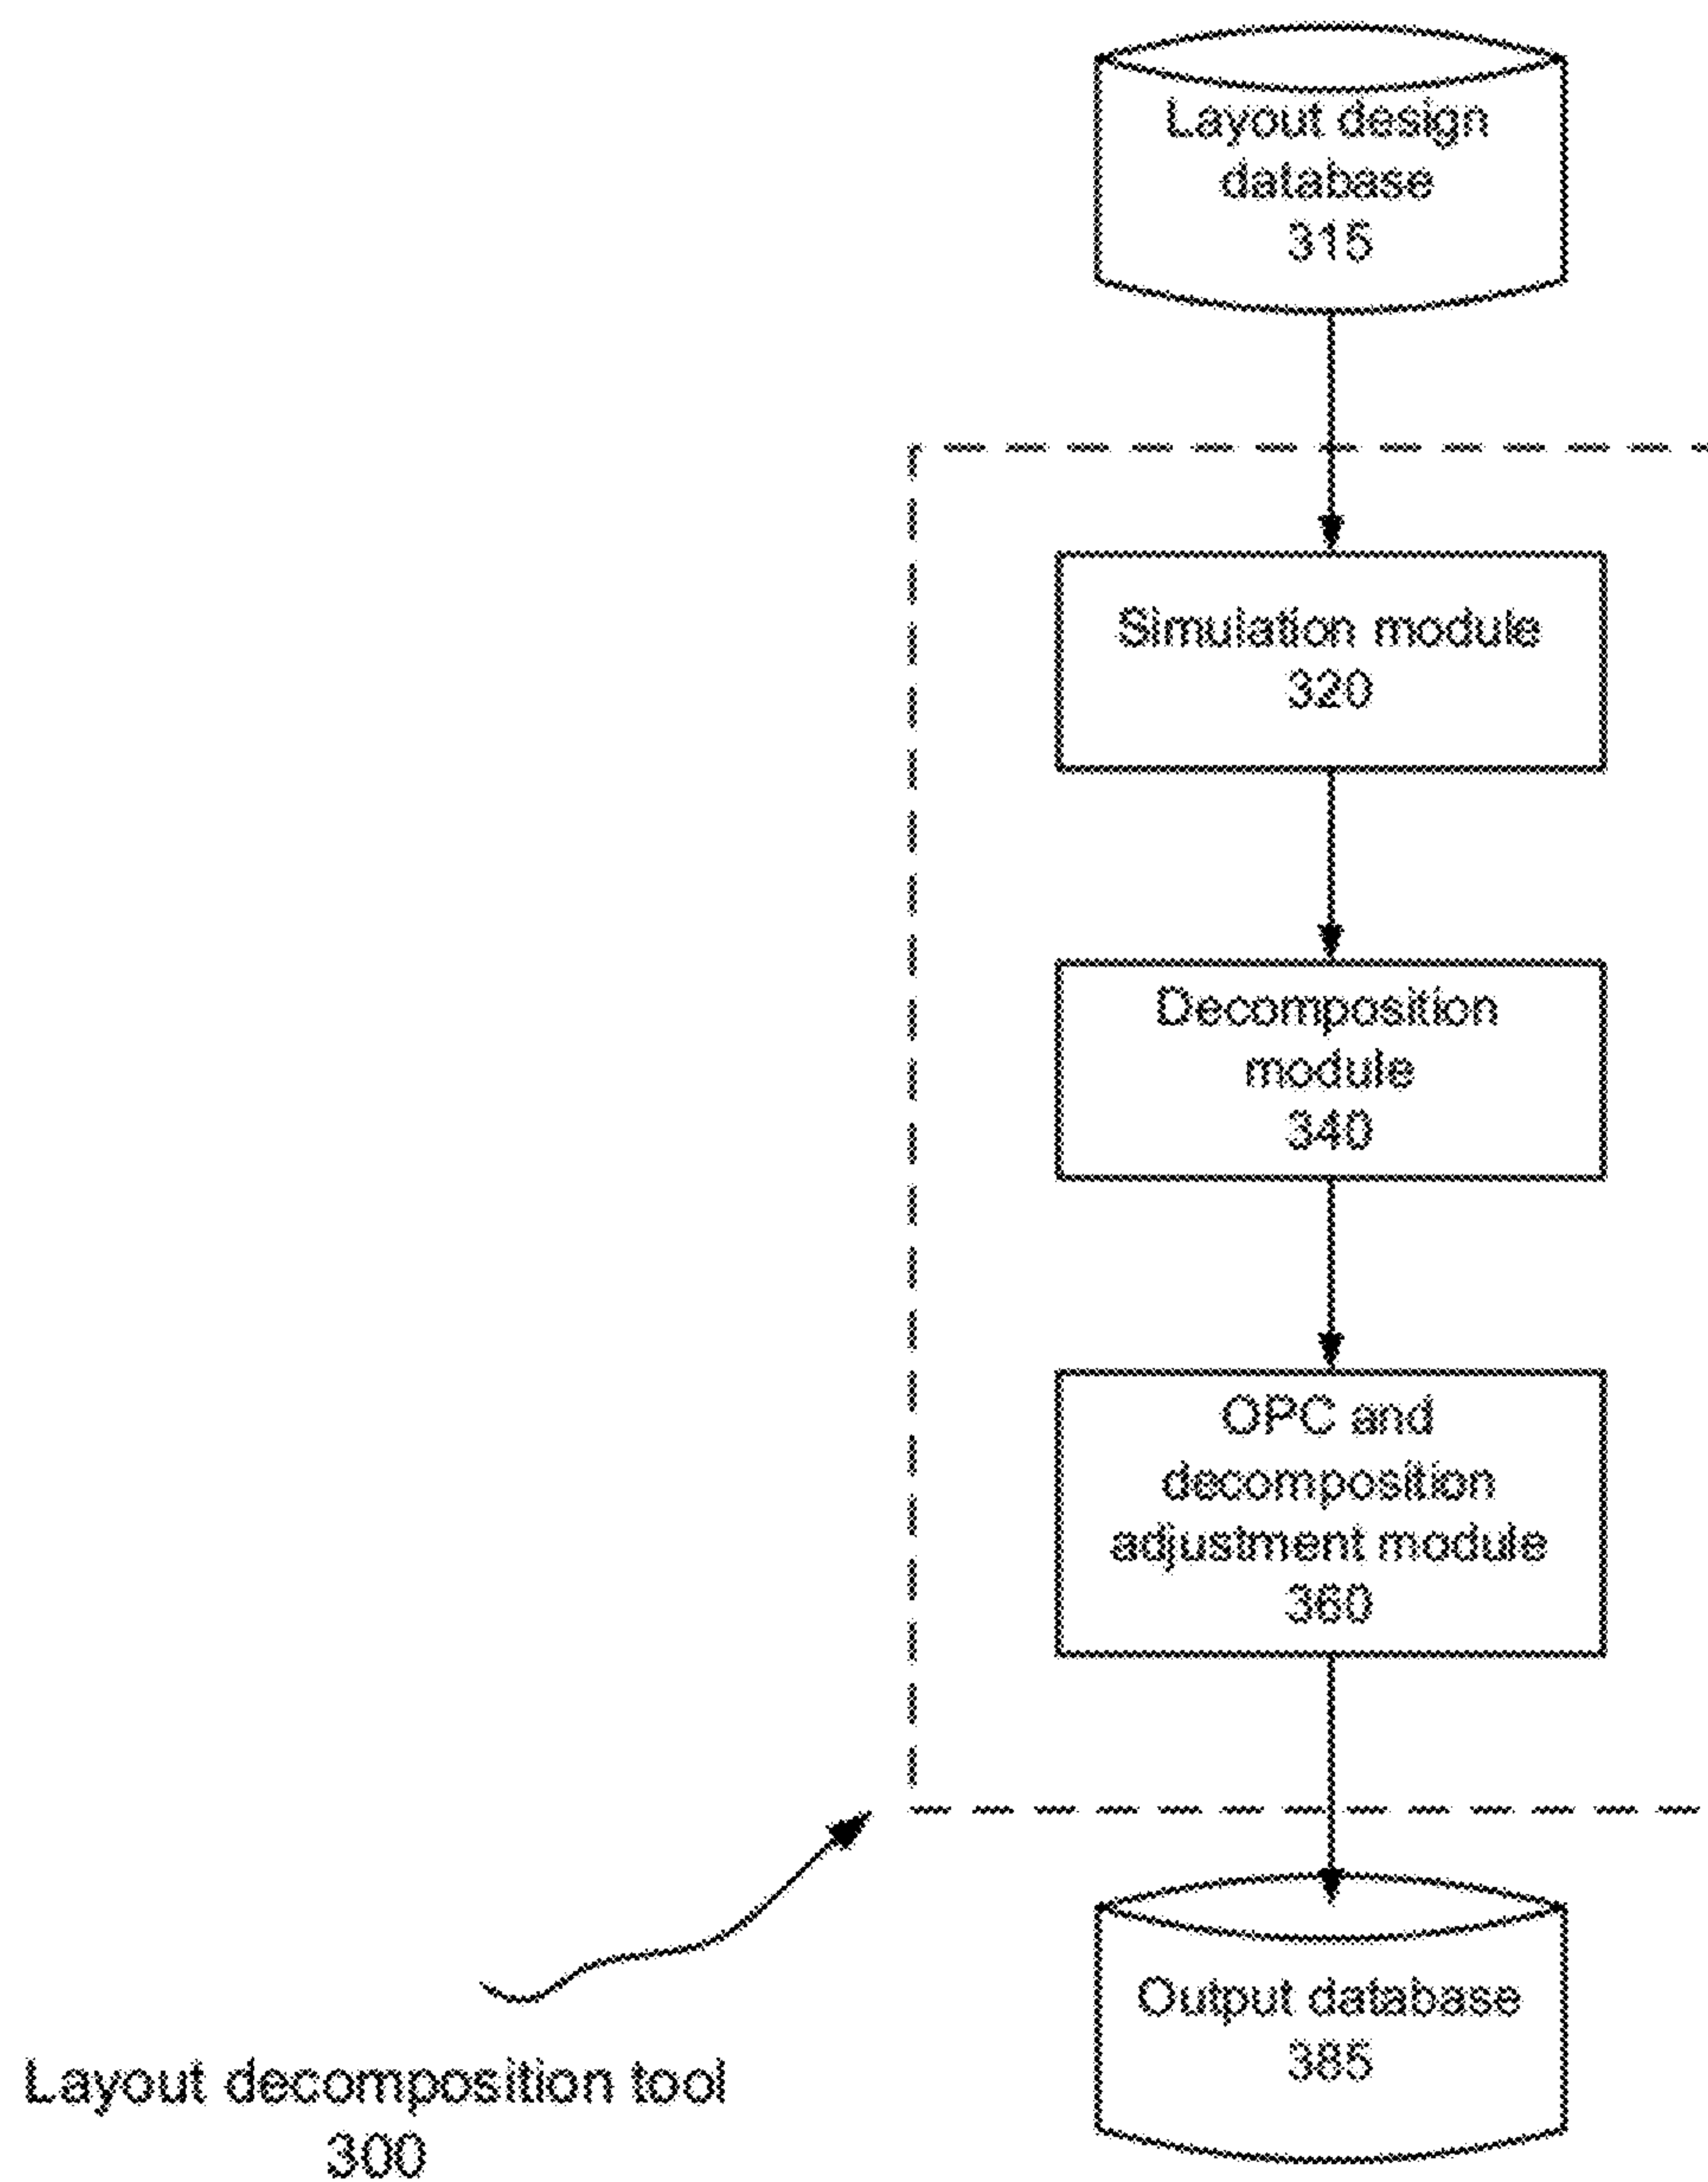 Layout design
database
315
Simulation module
320
Decomposition
module
340
OPC and
decomposition
adjustment module
360
Output database
385
Layout decomposition tool
300